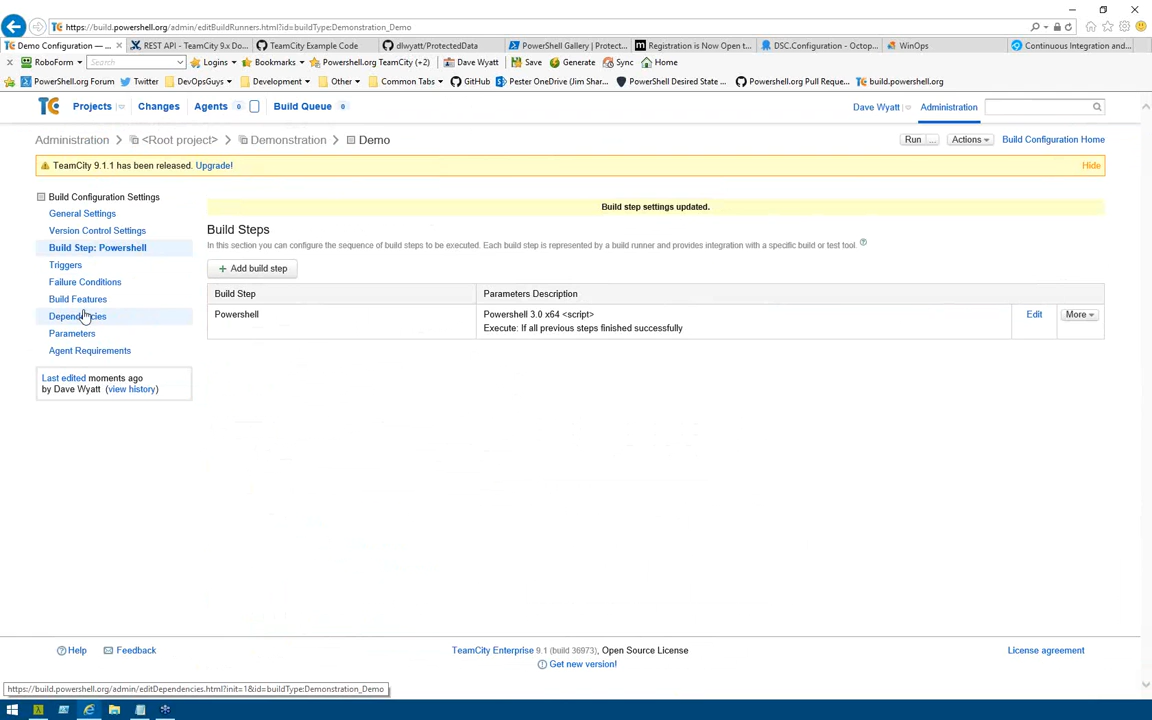 https://build.powershell.org/admin/editBuildRunners.html?id=buildType:Demonstration_Demo
Demo Configuration — ...
REST API - TeamCity 9.x Do...
TeamCity Example Code
dlwyatt/ProtectedData
PowerShell Gallery | Protect...
Registration is Now Open t...
DSC.Configuration - Octop...
WinOps
Continuous Integration and...
RoboForm
Search
Logins
Bookmarks
Powershell.org TeamCity (+2)
Dave Wyatt
Save
Generate
Sync
Home
PowerShell.org Forum
Twitter
DevOpsGuys
Development
Other
Common Tabs
GitHub
Pester OneDrive (Jim Shar...
PowerShell Desired State ...
Powershell.org Pull Reque...
build.powershell.org
TC
Projects
Changes
Agents 0
Build Queue 0
Dave Wyatt
Administration
Administration
<Root project>
Demonstration
Demo
Run ...
Actions
Build Configuration Home
TeamCity 9.1.1 has been released. Upgrade!
Hide
Build Configuration Settings
General Settings
Version Control Settings
Build Step: Powershell
Triggers
Failure Conditions
Build Features
Dependencies
Parameters
Agent Requirements
Last edited moments ago
by Dave Wyatt (view history)
Build step settings updated.
Build Steps
In this section you can configure the sequence of build steps to be executed. Each build step is represented by a build runner and provides integration with a specific build or test tool.
+ Add build step
Build Step
Parameters Description
Powershell
Powershell 3.0 x64 <script>
Execute: If all previous steps finished successfully
Edit
More
Help
Feedback
TeamCity Enterprise 9.1 (build 36973), Open Source License
Get new version!
License agreement
https://build.powershell.org/admin/editDependencies.html?init=1&id=buildType:Demonstration_Demo